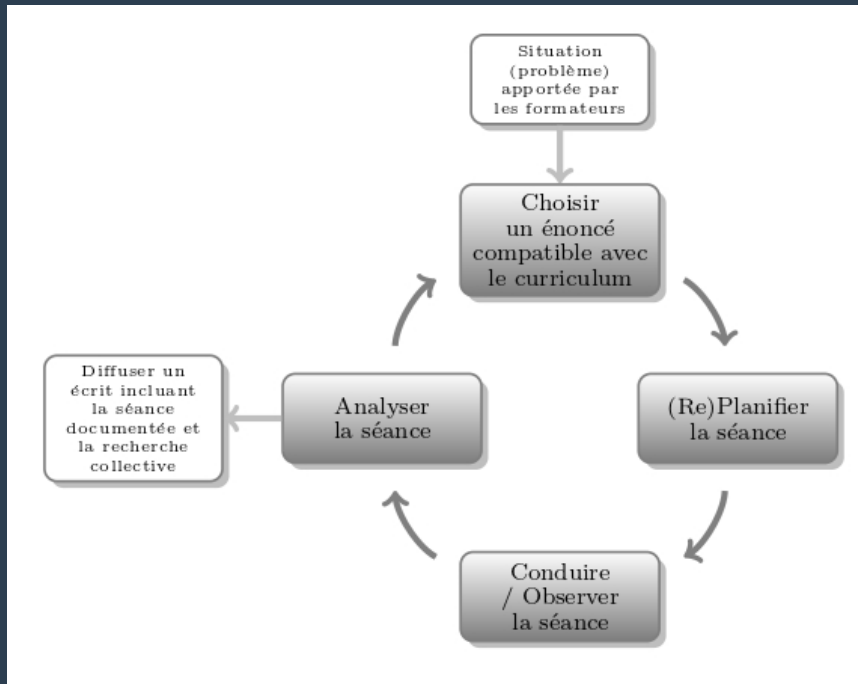 Situation
(problème)
apportée par
les formateurs
Choisir
un énoncé
compatible avec
le curriculum
Diffuser un
écrit incluant
la séance
documentée et
la recherche
collective
Analyser
la séance
(Re)Planifier
la séance
Conduire
/ Observer
la séance